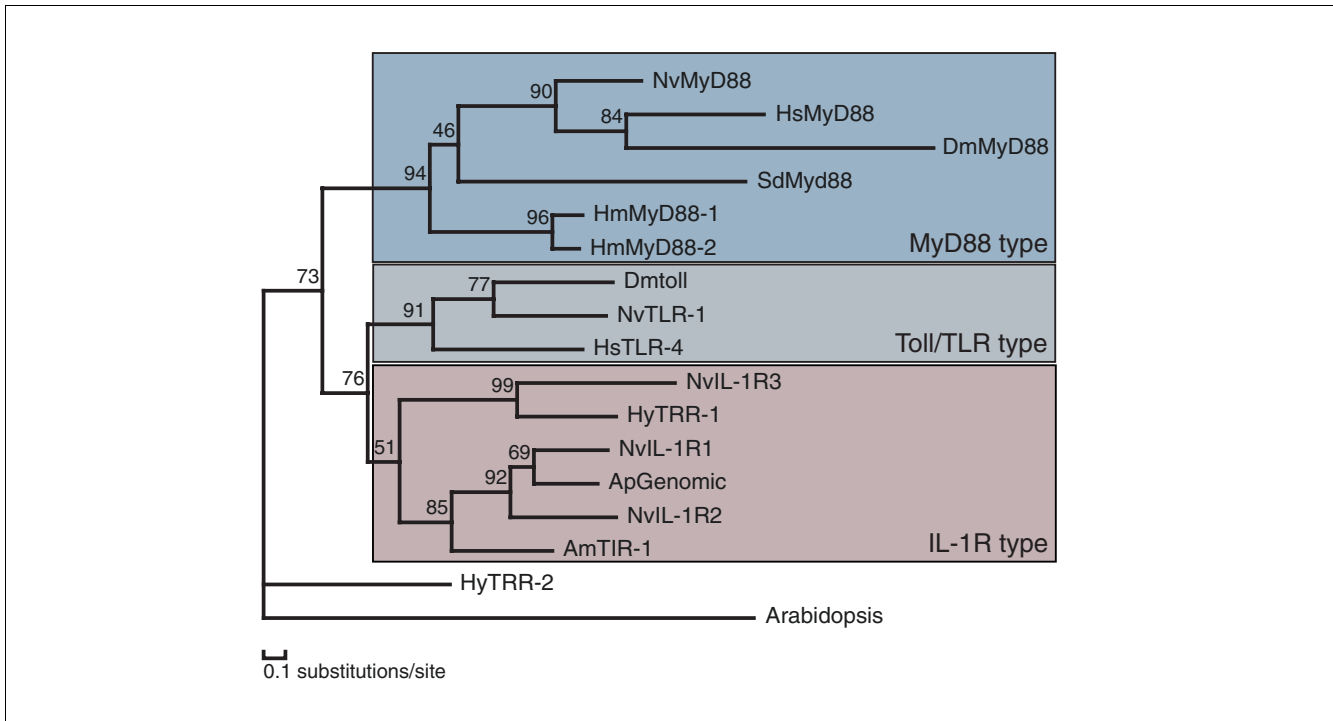 NvMyD88
90
HsMyD88
84
46
DmMyD88
94
SdMyd88
HmMyD88-1
96
HmMyD88-2
MyD88 type
73
Dmtoll
77
NvTLR-1
91
HsTLR-4
Toll/TLR type
76
NvIL-1R3
99
HyTRR-1
51
NvIL-1R1
69
ApGenomic
92
NvIL-1R2
85
AmTIR-1
IL-1R type
HyTRR-2
Arabidopsis
0.1 substitutions/site